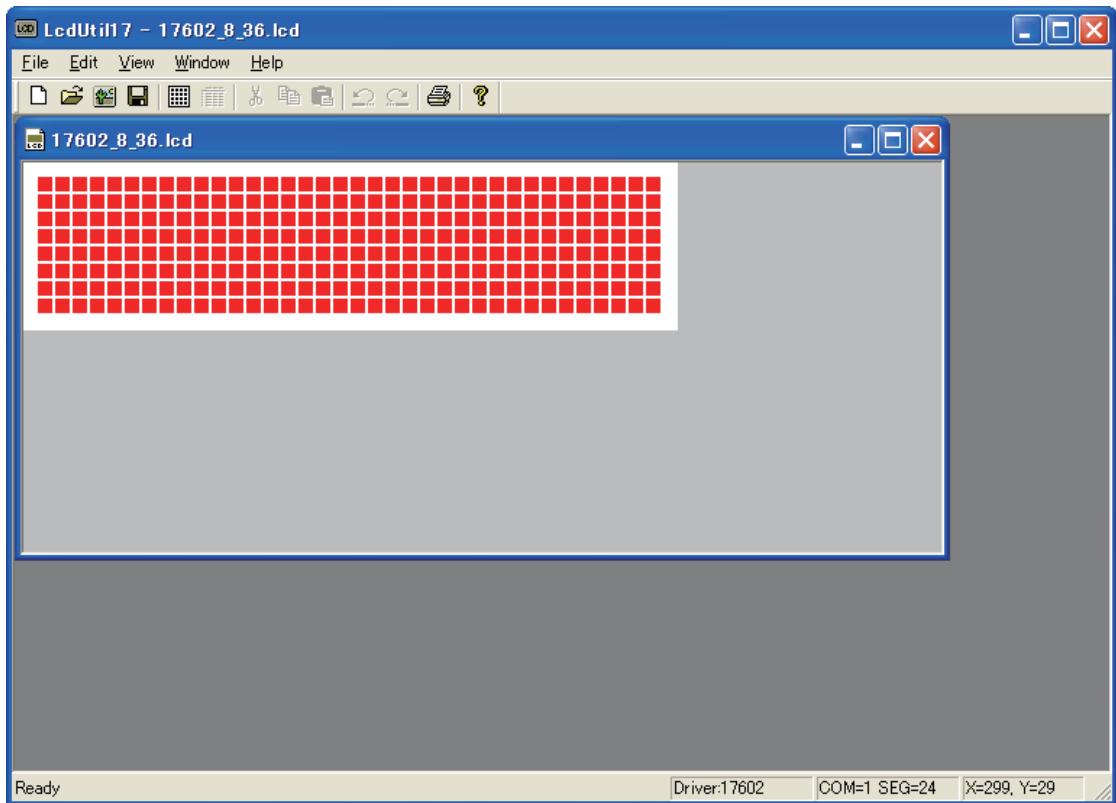 LcdUtil17 - 17602_8_36.lcd
File Edit View Window Help
17602_8_36.lcd
Ready Driver:17602 COM=1 SEG=24 X=299, Y=29